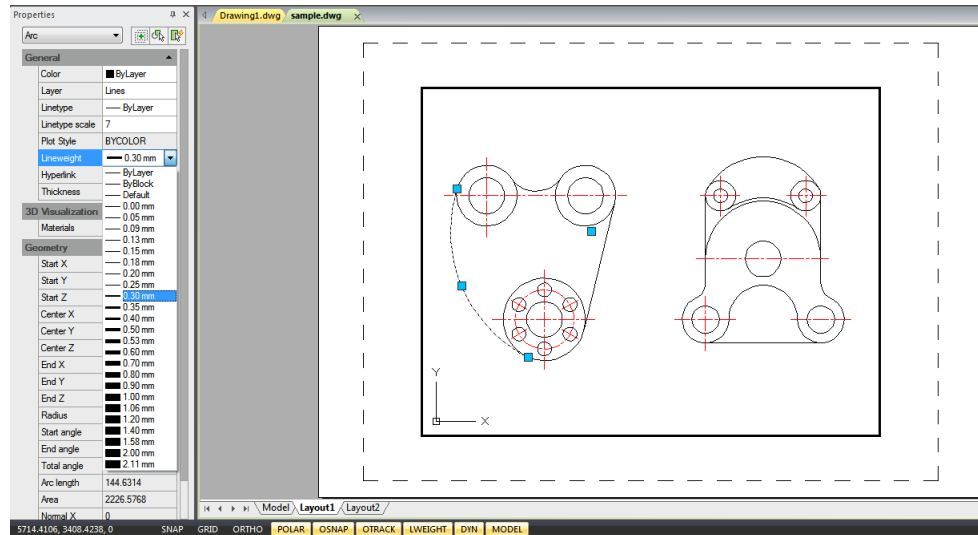 Properties
Drawing1.dwg sample.dwg
Arc
General
Color ByLayer
Layer Lines
Linetype ByLayer
Linetype scale 7
Plot Style BYCOLOR
Lineweight 0.30 mm
Hyperlink
Thickness
3D Visualization
Materials
Geometry
Start X
Start Y
Start Z
Center X
Center Y
Center Z
End X
End Y
End Z
Radius
Start angle
End angle
Total angle
Arc length 144.6314
Area 2226.5768
Normal X 0
ByLayer
ByBlock
Default
0.00 mm
0.05 mm
0.09 mm
0.13 mm
0.15 mm
0.18 mm
0.20 mm
0.25 mm
0.30 mm
0.35 mm
0.40 mm
0.50 mm
0.53 mm
0.60 mm
0.70 mm
0.80 mm
0.90 mm
1.00 mm
1.06 mm
1.20 mm
1.40 mm
1.58 mm
2.00 mm
2.11 mm
Y
X
Model Layout1 Layout2
5714.4106, 3408.4238, 0 SNAP GRID ORTHO POLAR OSNAP OTRACK LWEIGHT DYN MODEL